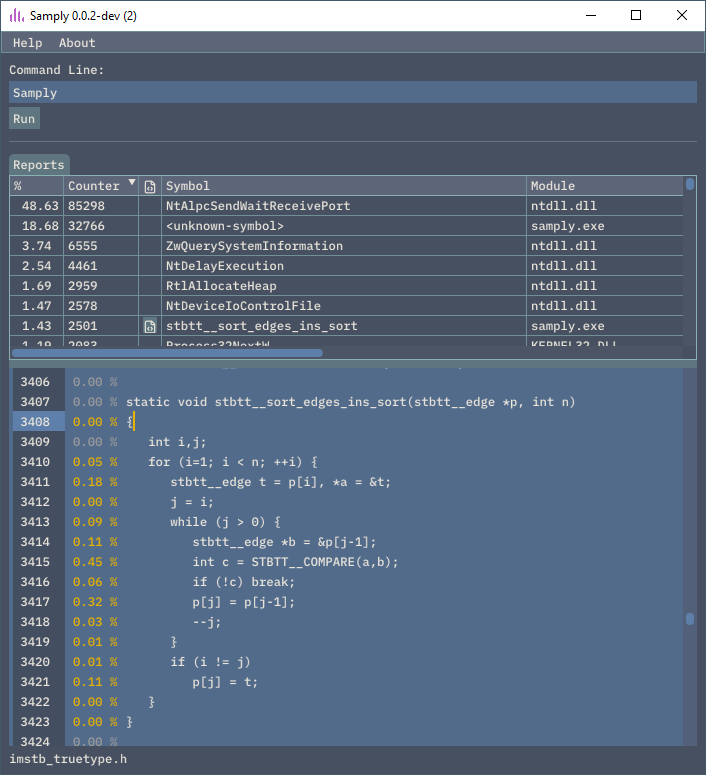 Samply 0.0.2-dev (2)
Help About
Command Line:
Samply
Run
Reports
% Counter Symbol Module
48.63 85298 NtAlpcSendWaitReceivePort ntdll.dll
18.68 32766 <unknown-symbol> samply.exe
3.74 6555 ZwQuerySystemInformation ntdll.dll
2.54 4461 NtDelayExecution ntdll.dll
1.69 2959 RtlAllocateHeap ntdll.dll
1.47 2578 NtDeviceIoControlFile ntdll.dll
1.43 2501 stbtt__sort_edges_ins_sort samply.exe
1.19 2083 Process32NextW KERNEL32.DLL
3406 0.00 %
3407 0.00 % static void stbtt__sort_edges_ins_sort(stbtt__edge *p, int n)
3408 0.00 % {
3409 0.00 % int i,j;
3410 0.05 % for (i=1; i < n; ++i) {
3411 0.18 % stbtt__edge t = p[i], *a = &t;
3412 0.00 % j = i;
3413 0.09 % while (j > 0) {
3414 0.11 % stbtt__edge *b = &p[j-1];
3415 0.45 % int c = STBTT__COMPARE(a,b);
3416 0.06 % if (!c) break;
3417 0.32 % p[j] = p[j-1];
3418 0.03 % --j;
3419 0.01 % }
3420 0.01 % if (i != j)
3421 0.11 % p[j] = t;
3422 0.00 % }
3423 0.00 % }
3424 0.00 %
imstb_truetype.h